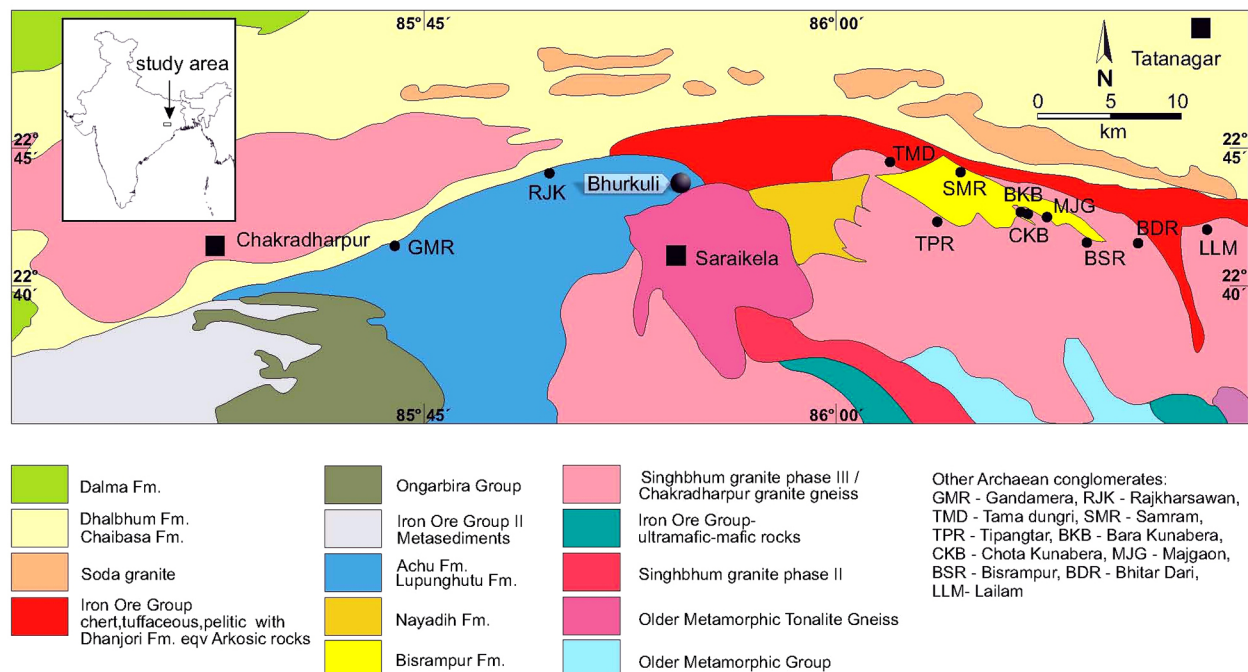 85° 45´
86° 00´
Tatanagar
study area
N
0 5 10
km
22°
45´
22°
45´
TMD
RJK
Bhurkuli
SMR
BKB
MJG
TPR
CKB
BDR
Chakradharpur
GMR
BSR
LLM
Saraikela
22°
40´
22°
40´
85° 45´
86° 00´
Dalma Fm.
Dhalbhum Fm.
Chaibasa Fm.
Soda granite
Iron Ore Group
chert,tuffaceous,pelitic with
Dhanjori Fm. eqv Arkosic rocks
Ongarbira Group
Iron Ore Group II
Metasediments
Achu Fm.
Lupunghutu Fm.
Nayadih Fm.
Bisrampur Fm.
Singhbhum granite phase III /
Chakradharpur granite gneiss
Iron Ore Group-
ultramafic-mafic rocks
Singhbhum granite phase II
Older Metamorphic Tonalite Gneiss
Older Metamorphic Group
Other Archaean conglomerates:
GMR - Gandamera, RJK - Rajkharsawan,
TMD - Tama dungri, SMR - Samram,
TPR - Tipangtar, BKB - Bara Kunabera,
CKB - Chota Kunabera, MJG - Majgaon,
BSR - Bisrampur, BDR - Bhitar Dari,
LLM- Lailam